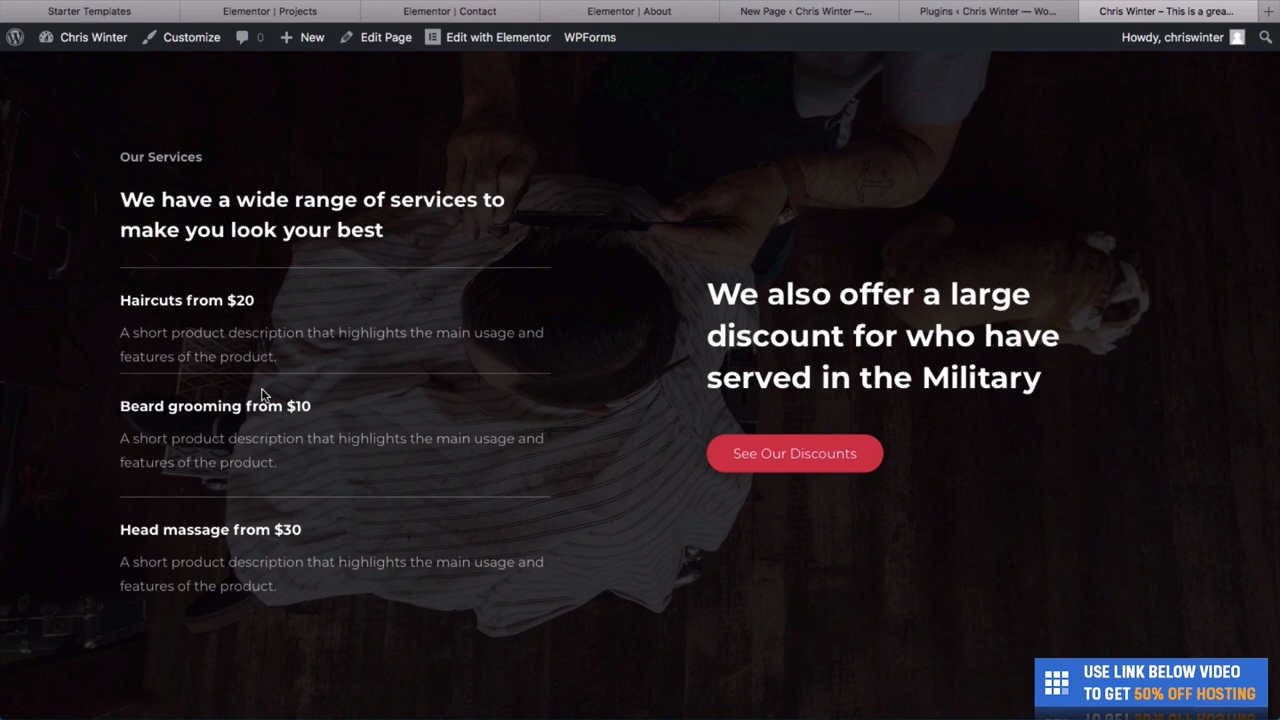 Starter Templates
Elementor | Projects
Elementor | Contact
Elementor | About
New Page ‹ Chris Winter —...
Plugins ‹ Chris Winter — Wo...
Chris Winter – This is a grea...
Chris Winter
Customize
0
New
Edit Page
Edit with Elementor
WPForms
Howdy, chriswinter
Our Services
We have a wide range of services to
make you look your best
Haircuts from $20
A short product description that highlights the main usage and
features of the product.
Beard grooming from $10
A short product description that highlights the main usage and
features of the product.
Head massage from $30
A short product description that highlights the main usage and
features of the product.
We also offer a large
discount for who have
served in the Military
See Our Discounts
USE LINK BELOW VIDEO
TO GET 50% OFF HOSTING